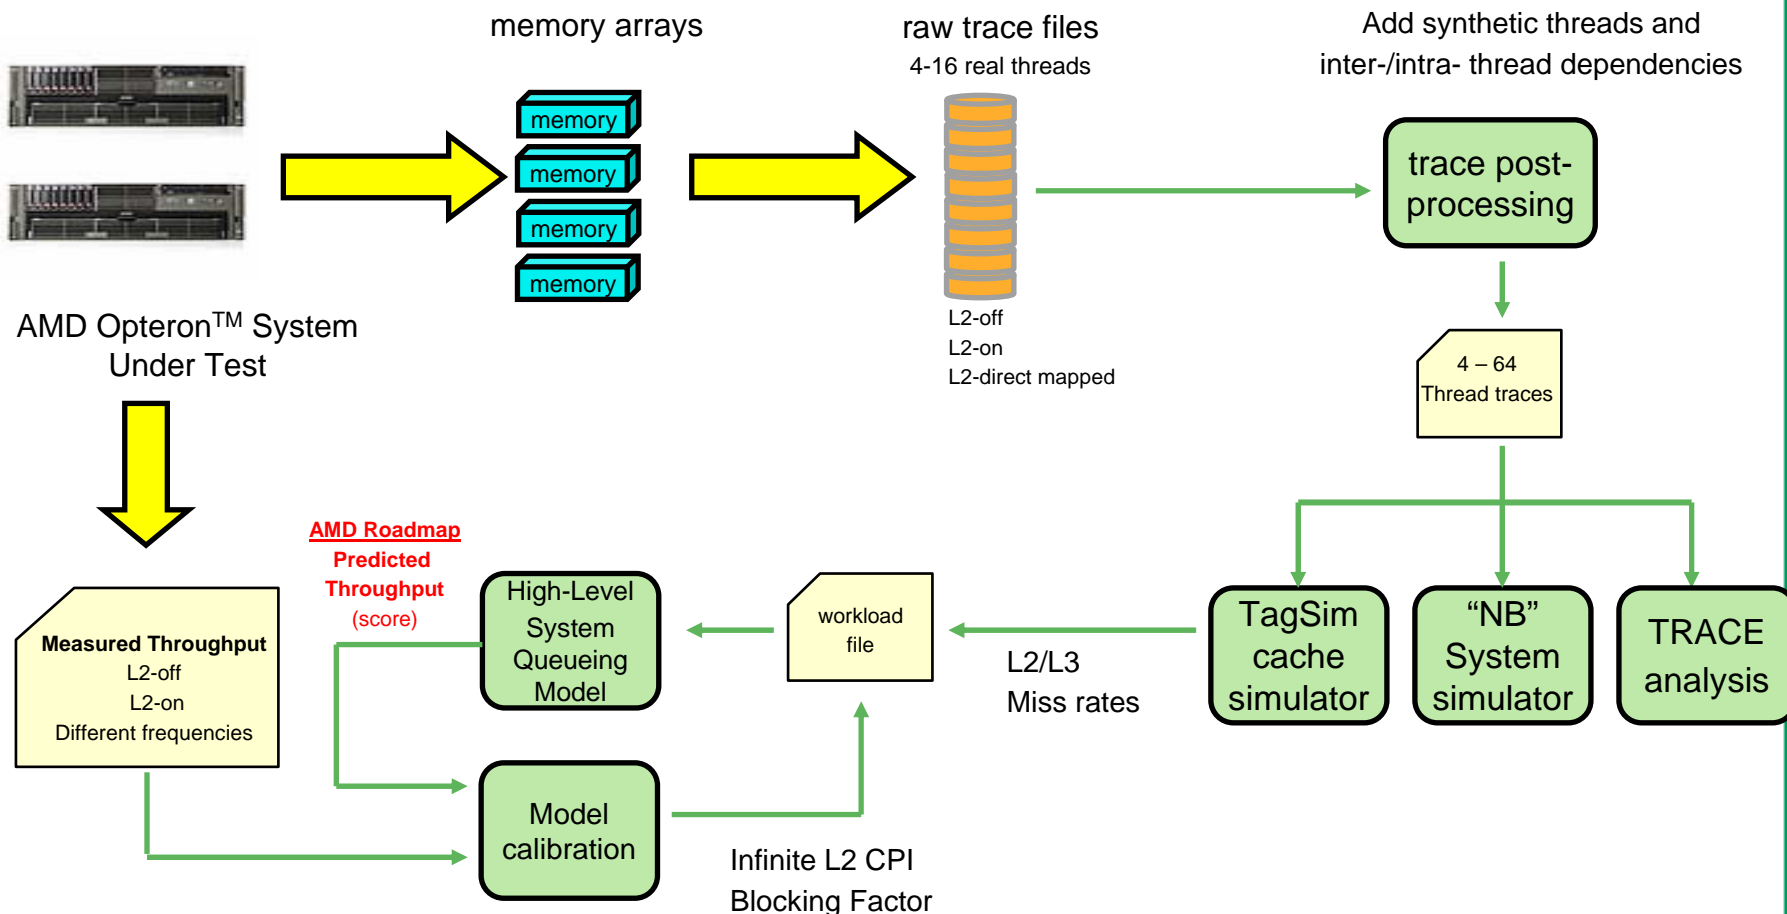 memory arrays
raw trace files
4-16 real threads
Add synthetic threads and
inter-/intra- thread dependencies
memory
memory
memory
memory
trace post-
processing
AMD Opteron™ System
Under Test
L2-off
L2-on
L2-direct mapped
4 – 64
Thread traces
AMD Roadmap
Predicted
Throughput
(score)
High-Level
System
Queueing
Model
workload
file
L2/L3
Miss rates
TagSim
cache
simulator
“NB”
System
simulator
TRACE
analysis
Measured Throughput
L2-off
L2-on
Different frequencies
Model
calibration
Infinite L2 CPI
Blocking Factor